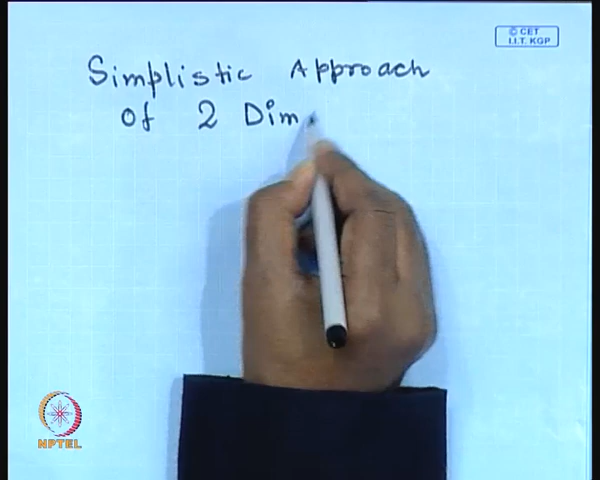 © CET
I.I.T. KGP
Simplistic Approach
Of 2 Dim
NPTEL